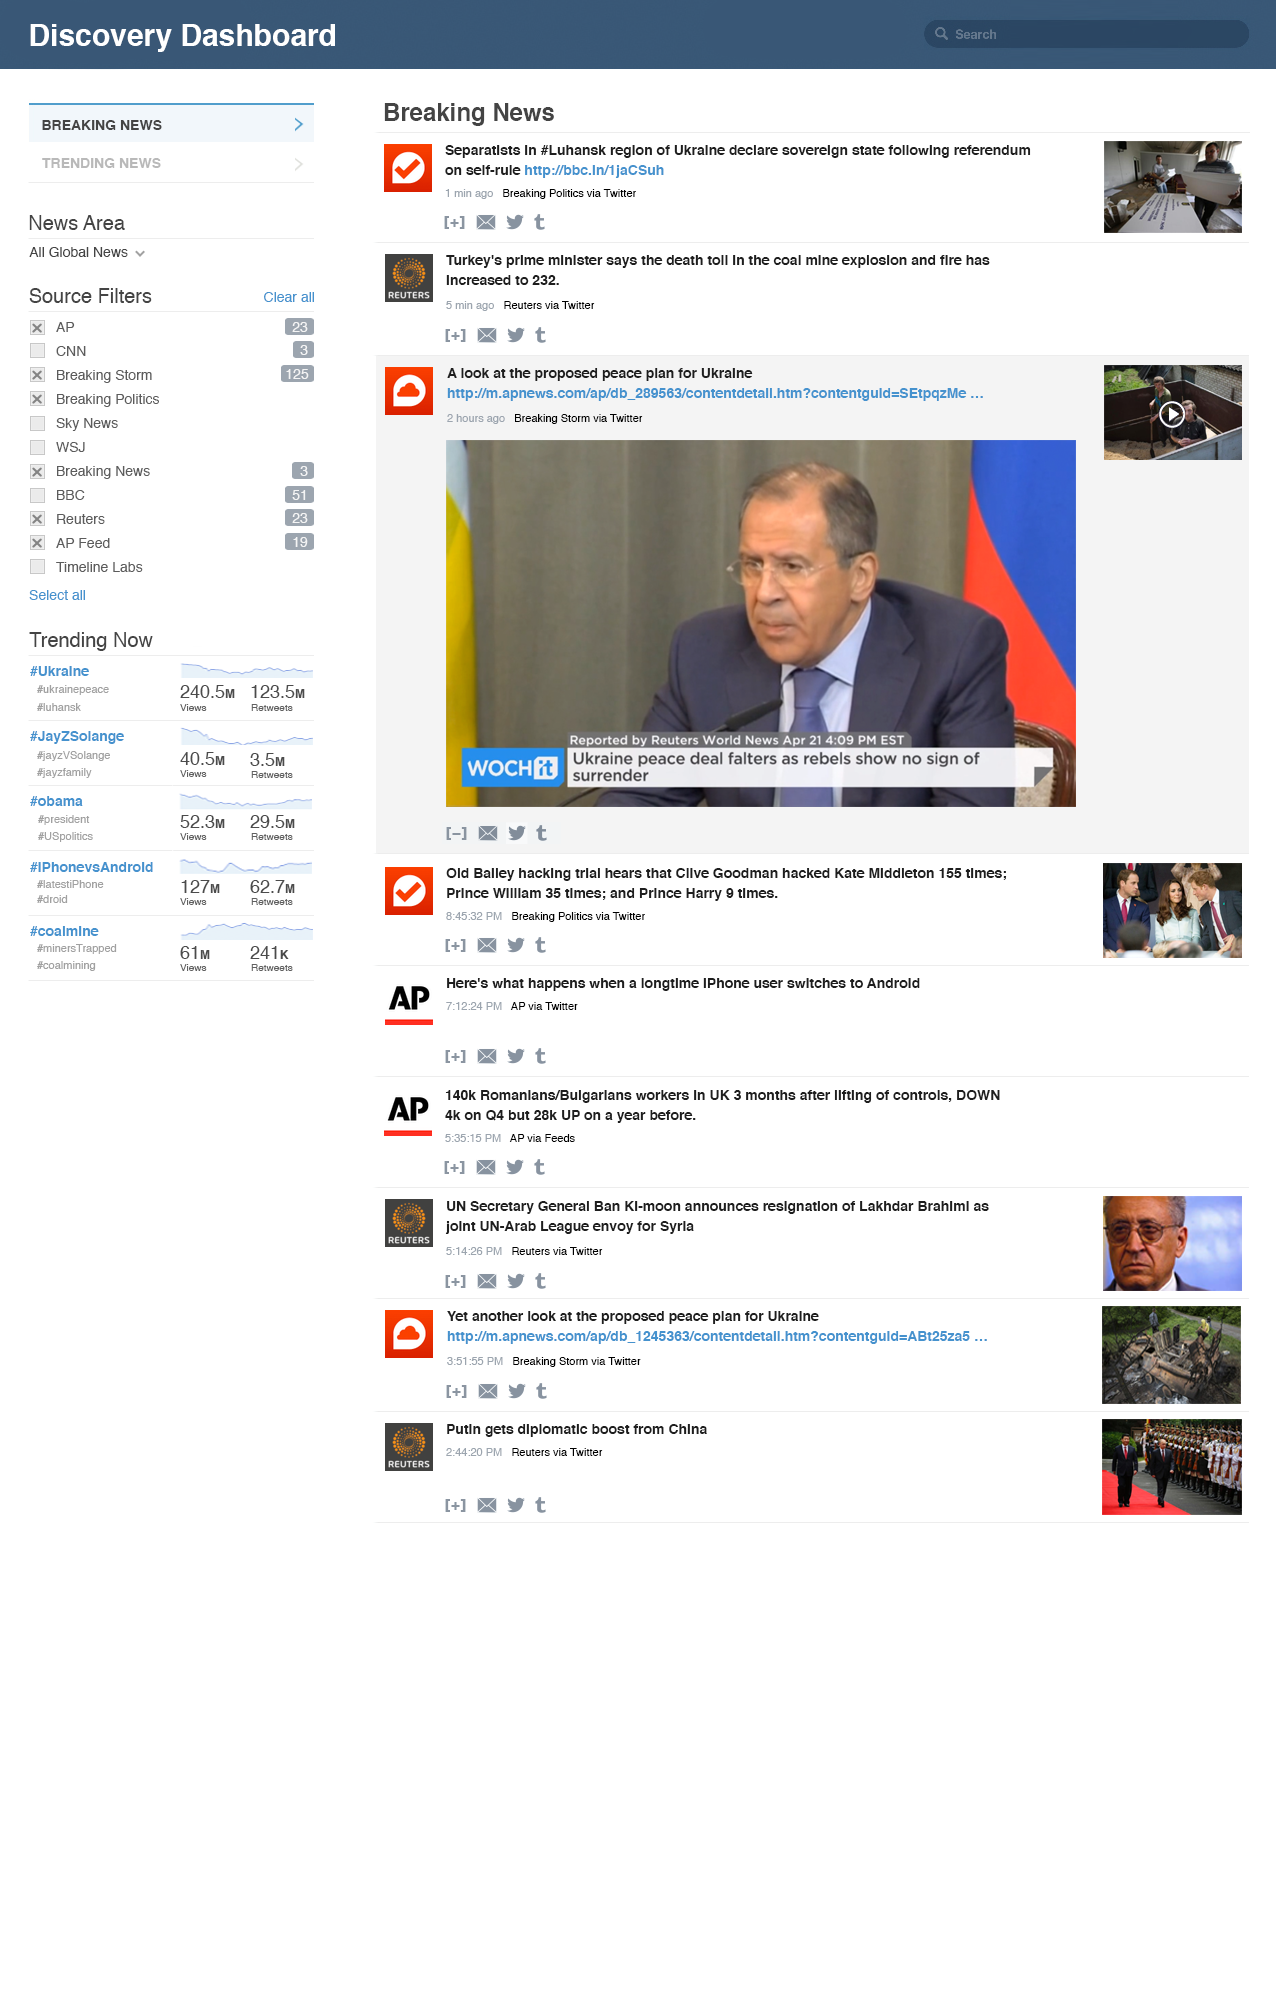 Discovery Dashboard
Search
BREAKING NEWS
TRENDING NEWS
News Area
All Global News
Source Filters
Clear all
AP 23
CNN 3
Breaking Storm 125
Breaking Politics
Sky News
WSJ
Breaking News 3
BBC 51
Reuters 23
AP Feed 19
Timeline Labs
Select all
Trending Now
#Ukraine
#ukrainepeace
#luhansk
240.5M 123.5M
Views Retweets
#JayZSolange
#jayzVSolange
#jayzfamily
40.5M 3.5M
Views Retweets
#obama
#president
#USpolitics
52.3M 29.5M
Views Retweets
#iPhonevsAndroid
#latestiPhone
#droid
127M 62.7M
Views Retweets
#coalmine
#minersTrapped
#coalmining
61M 241K
Views Retweets
Breaking News
Separatists in #Luhansk region of Ukraine declare sovereign state following referendum
on self-rule http://bbc.in/1jaCSuh
1 min ago Breaking Politics via Twitter
[+]
REUTERS
Turkey's prime minister says the death toll in the coal mine explosion and fire has
increased to 232.
5 min ago Reuters via Twitter
[+]
A look at the proposed peace plan for Ukraine
http://m.apnews.com/ap/db_289563/contentdetail.htm?contentguid=SEtpqzMe ...
2 hours ago Breaking Storm via Twitter
Reported by Reuters World News Apr 21 4:09 PM EST
WOCHit
Ukraine peace deal falters as rebels show no sign of
surrender
[–]
Old Bailey hacking trial hears that Clive Goodman hacked Kate Middleton 155 times;
Prince William 35 times; and Prince Harry 9 times.
8:45:32 PM Breaking Politics via Twitter
[+]
AP
Here's what happens when a longtime iPhone user switches to Android
7:12:24 PM AP via Twitter
[+]
AP
140k Romanians/Bulgarians workers in UK 3 months after lifting of controls, DOWN
4k on Q4 but 28k UP on a year before.
5:35:15 PM AP via Feeds
[+]
REUTERS
UN Secretary General Ban Ki-moon announces resignation of Lakhdar Brahimi as
joint UN-Arab League envoy for Syria
5:14:26 PM Reuters via Twitter
[+]
Yet another look at the proposed peace plan for Ukraine
http://m.apnews.com/ap/db_1245363/contentdetail.htm?contentguid=ABt25za5 ...
3:51:55 PM Breaking Storm via Twitter
[+]
REUTERS
Putin gets diplomatic boost from China
2:44:20 PM Reuters via Twitter
[+]